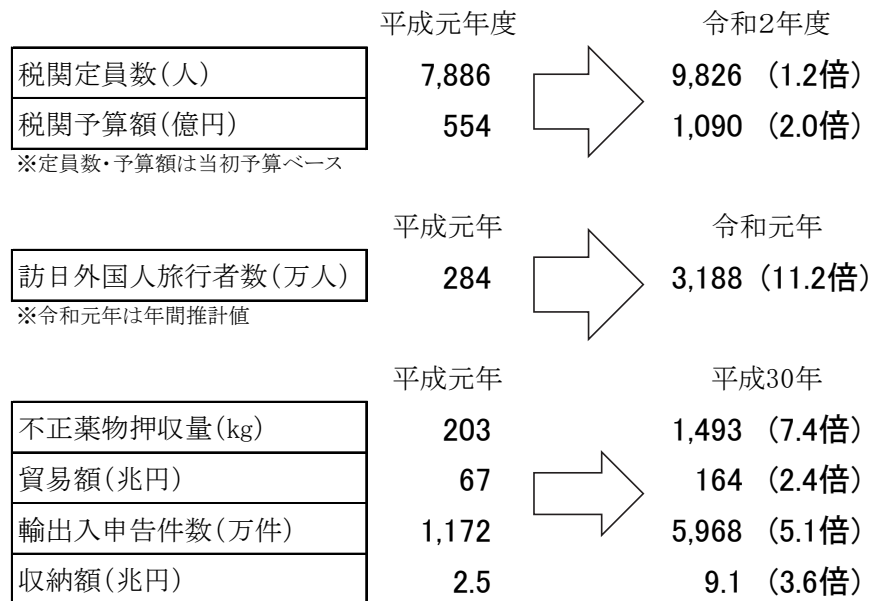 平成元年度 令和2年度
税関定員数(人) 7,886 9,826 (1.2倍)
税関予算額(億円) 554 1,090 (2.0倍)
※定員数・予算額は当初予算ベース
平成元年 令和元年
訪日外国人旅行者数(万人) 284 3,188 (11.2倍)
※令和元年は年間推計値
平成元年 平成30年
不正薬物押収量(kg) 203 1,493 (7.4倍)
貿易額(兆円) 67 164 (2.4倍)
輸出入申告件数(万件) 1,172 5,968 (5.1倍)
収納額(兆円) 2.5 9.1 (3.6倍)